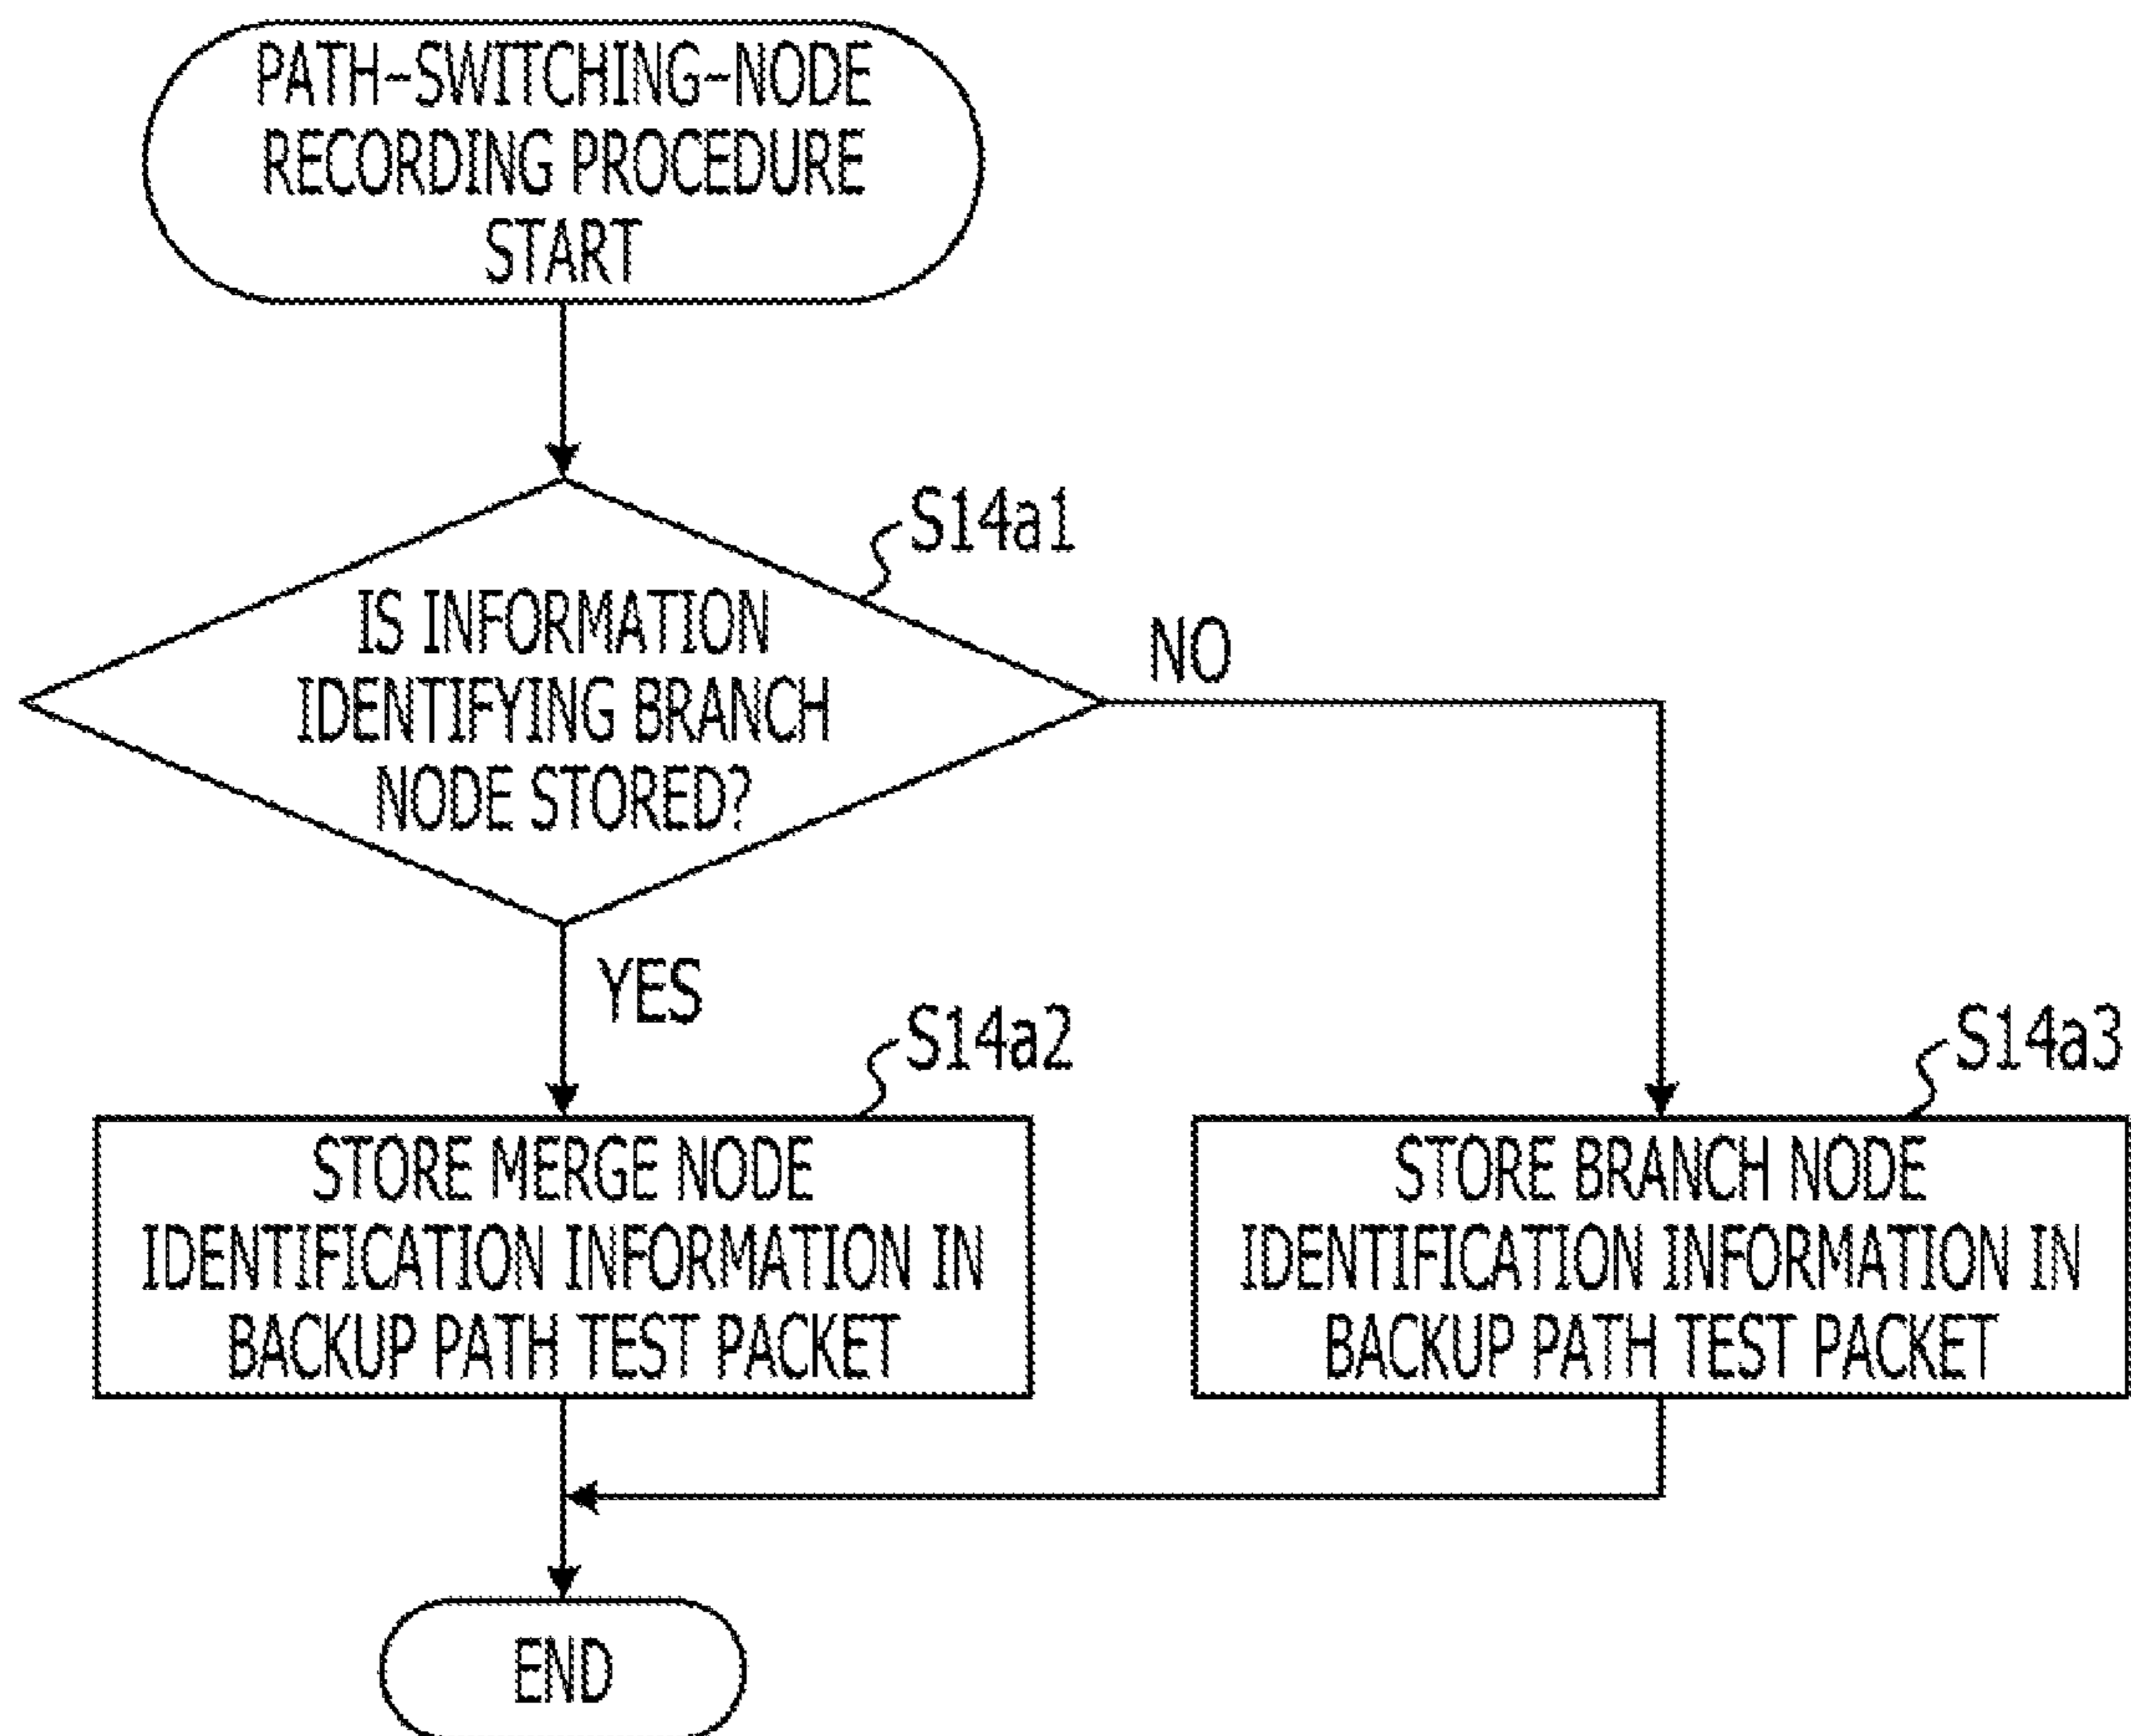 PATH-SWITCHING-NODE
RECORDING PROCEDURE
START
S14a1
IS INFORMATION
IDENTIFYING BRANCH
NODE STORED?
NO
YES
S14a2
STORE MERGE NODE
IDENTIFICATION INFORMATION IN
BACKUP PATH TEST PACKET
S14a3
STORE BRANCH NODE
IDENTIFICATION INFORMATION IN
BACKUP PATH TEST PACKET
END